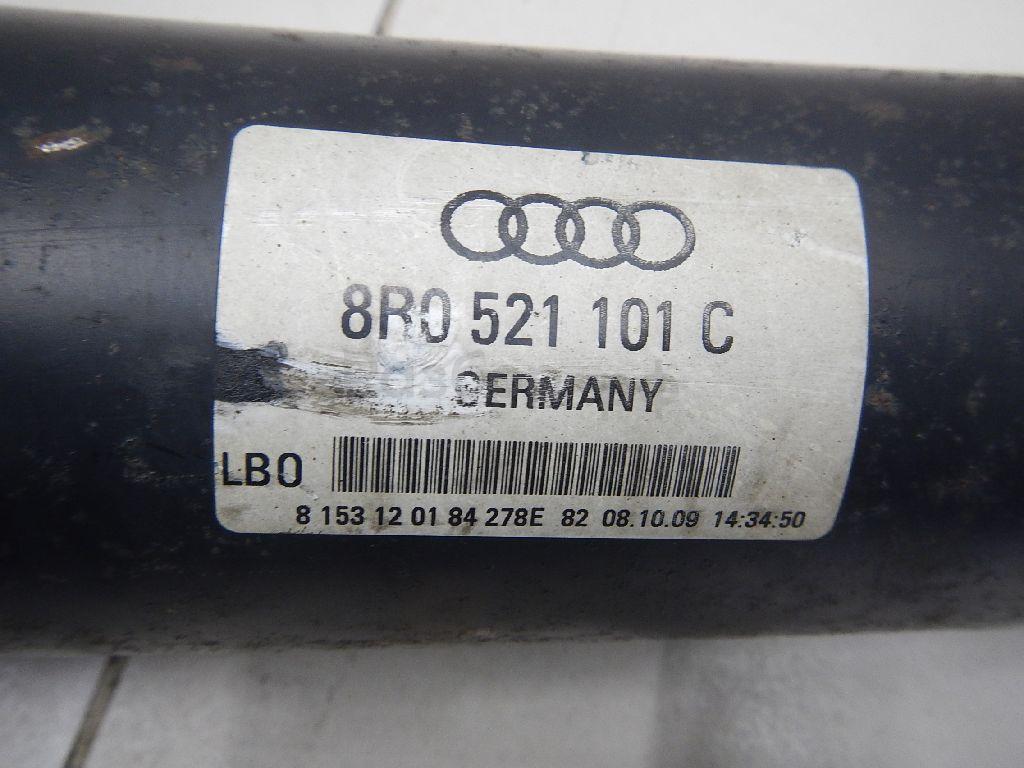 8R0 521 101 C
GERMANY
LBO
8 153 12 01 84 278E 82 08.10.09 14:34:50